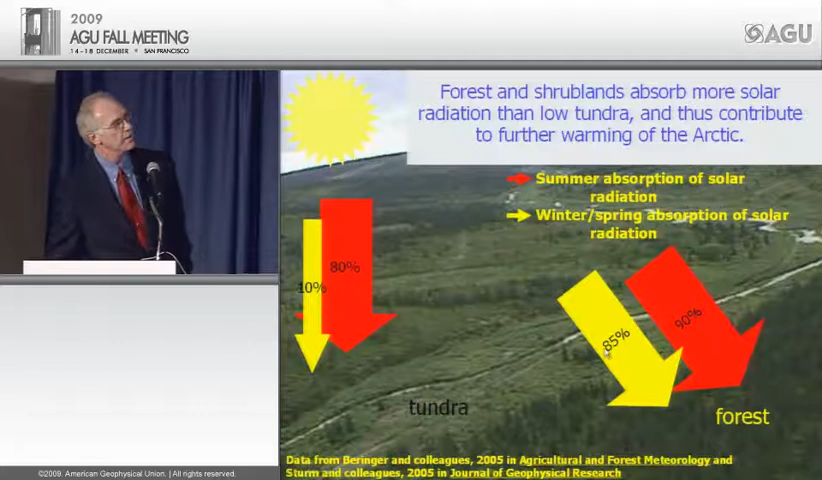 2009
AGU FALL MEETING
14-18 DECEMBER • SAN FRANCISCO
AGU
Forest and shrublands absorb more solar
radiation than low tundra, and thus contribute
to further warming of the Arctic.
Summer absorption of solar
radiation
Winter/spring absorption of solar
radiation
10%
80%
85%
90%
tundra
forest
Data from Beringer and colleagues, 2005 in Agricultural and Forest Meteorology and
Sturm and colleagues, 2005 in Journal of Geophysical Research
©2009. American Geophysical Union. | All rights reserved.